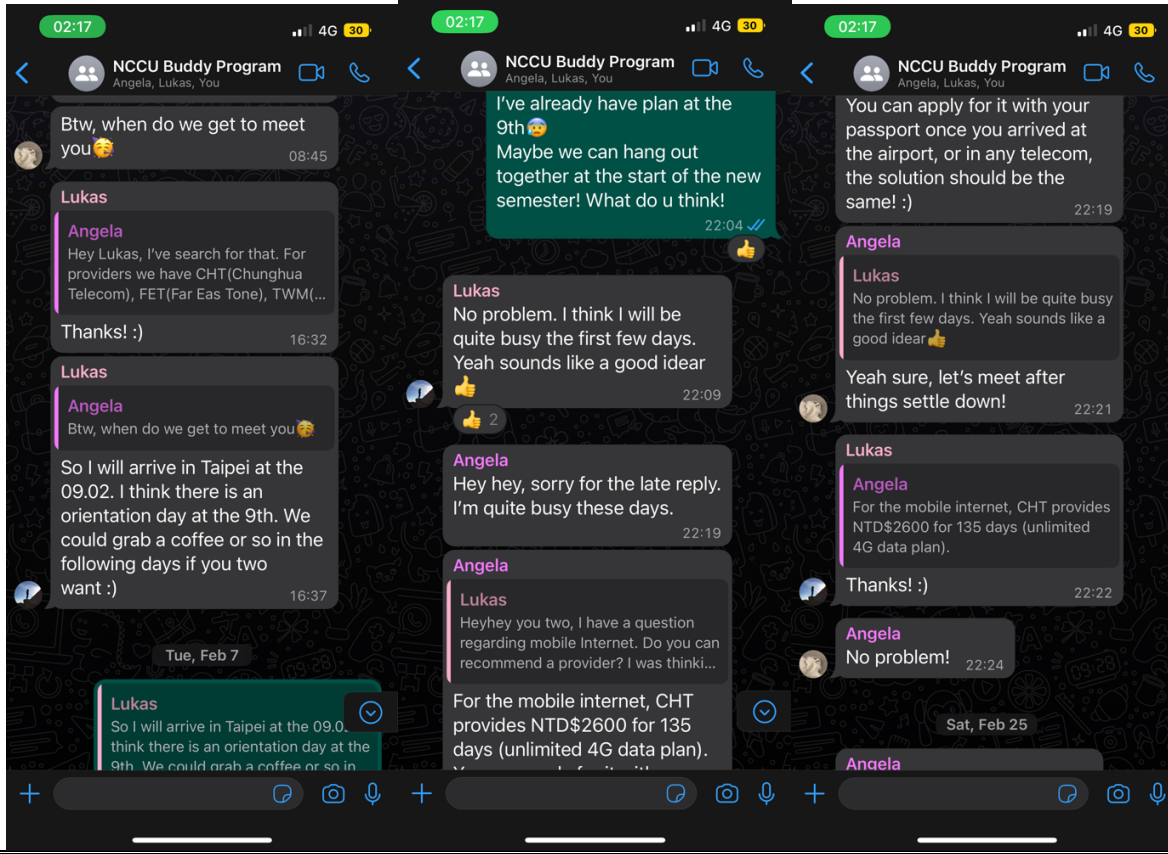 02:17
4G 30
NCCU Buddy Program
Angela, Lukas, You
Btw, when do we get to meet
you🥳
08:45
Lukas
Angela
Hey Lukas, I’ve search for that. For
providers we have CHT(Chunghua
Telecom), FET(Far Eas Tone), TWM(...
Thanks! :)
16:32
Lukas
Angela
Btw, when do we get to meet you🥳
So I will arrive in Taipei at the
09.02. I think there is an
orientation day at the 9th. We
could grab a coffee or so in the
following days if you two
want :)
16:37
Tue, Feb 7
Lukas
So I will arrive in Taipei at the 09.0
think there is an orientation day at the
9th. We could grab a coffee or so in
02:17
4G 30
NCCU Buddy Program
Angela, Lukas, You
I’ve already have plan at the
9th😰
Maybe we can hang out
together at the start of the new
semester! What do u think!
22:04
👍
Lukas
No problem. I think I will be
quite busy the first few days.
Yeah sounds like a good idear
👍
22:09
👍 2
Angela
Hey hey, sorry for the late reply.
I’m quite busy these days.
22:19
Angela
Lukas
Heyhey you two, I have a question
regarding mobile Internet. Do you can
recommend a provider? I was thinki...
For the mobile internet, CHT
provides NTD$2600 for 135
days (unlimited 4G data plan).
02:17
4G 30
NCCU Buddy Program
Angela, Lukas, You
You can apply for it with your
passport once you arrived at
the airport, or in any telecom,
the solution should be the
same! :)
22:19
Angela
Lukas
No problem. I think I will be quite busy
the first few days. Yeah sounds like a
good idear👍
Yeah sure, let’s meet after
things settle down!
22:21
Lukas
Angela
For the mobile internet, CHT provides
NTD$2600 for 135 days (unlimited
4G data plan).
Thanks! :)
22:22
Angela
No problem!
22:24
Sat, Feb 25
Angela